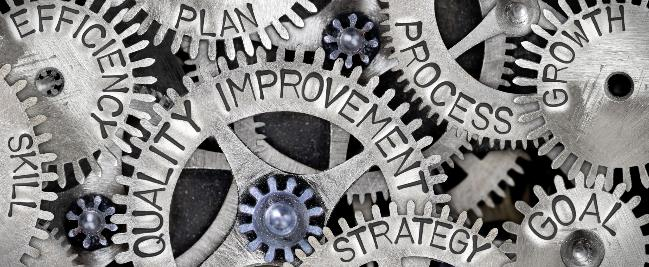 EFFICIENCY
PLAN
PROCESS
GROWTH
SKILL
QUALITY IMPROVEMENT
STRATEGY
GOAL